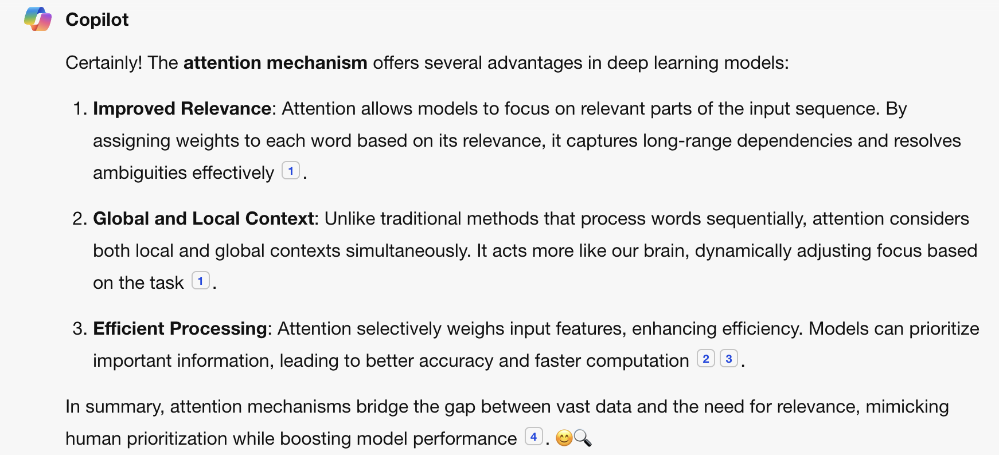 Copilot
Certainly! The attention mechanism offers several advantages in deep learning models:
1. Improved Relevance: Attention allows models to focus on relevant parts of the input sequence. By
assigning weights to each word based on its relevance, it captures long-range dependencies and resolves
ambiguities effectively 1.
2. Global and Local Context: Unlike traditional methods that process words sequentially, attention considers
both local and global contexts simultaneously. It acts more like our brain, dynamically adjusting focus based
on the task 1.
3. Efficient Processing: Attention selectively weighs input features, enhancing efficiency. Models can prioritize
important information, leading to better accuracy and faster computation 2 3.
In summary, attention mechanisms bridge the gap between vast data and the need for relevance, mimicking
human prioritization while boosting model performance 4. 😊🔍